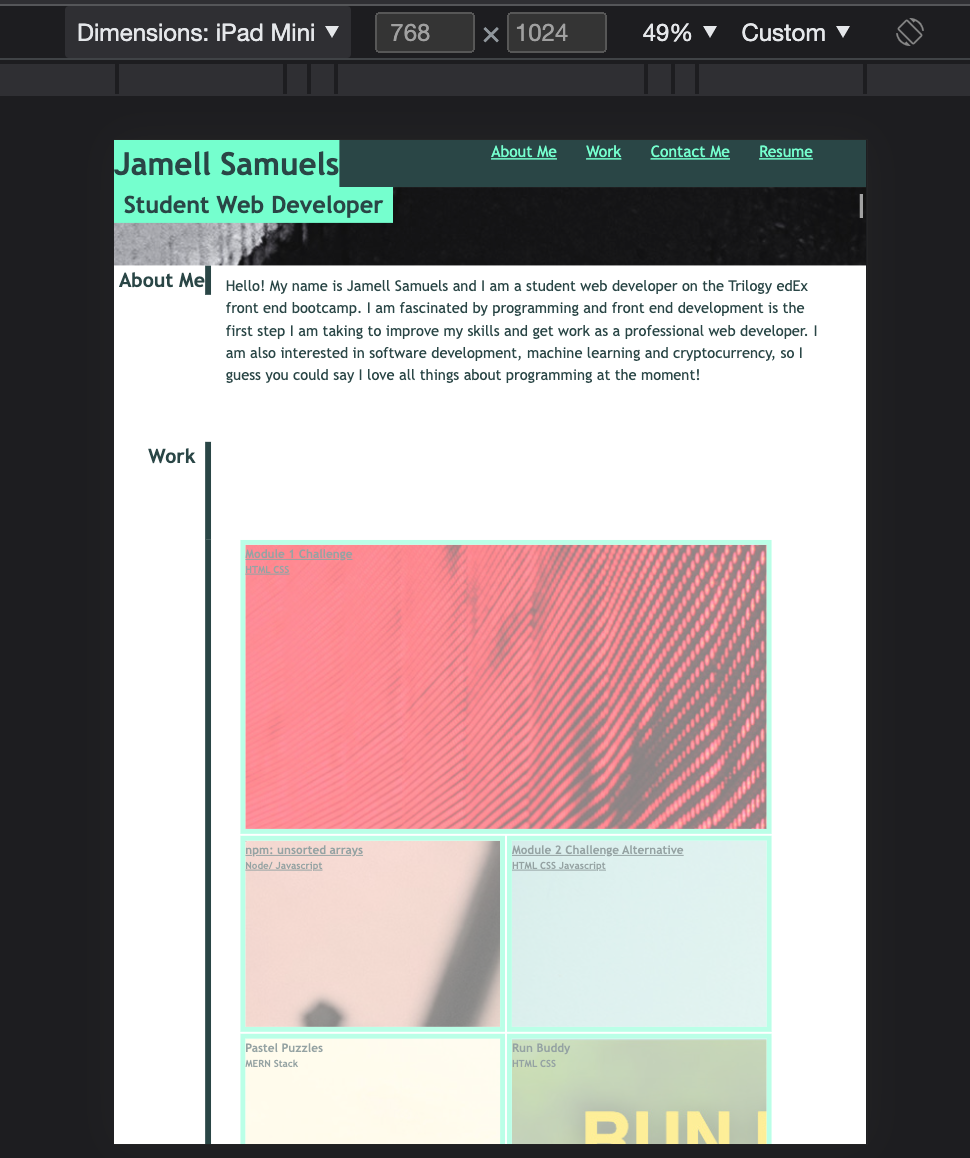 Dimensions: iPad Mini ▼ 768 × 1024 49% ▼ Custom ▼
Jamell Samuels
About Me Work Contact Me Resume
Student Web Developer
About Me
Hello! My name is Jamell Samuels and I am a student web developer on the Trilogy edEx
front end bootcamp. I am fascinated by programming and front end development is the
first step I am taking to improve my skills and get work as a professional web developer. I
am also interested in software development, machine learning and cryptocurrency, so I
guess you could say I love all things about programming at the moment!
Work
Module 1 Challenge
HTML CSS
npm: unsorted arrays
Node/ Javascript
Module 2 Challenge Alternative
HTML CSS Javascript
Pastel Puzzles
MERN Stack
Run Buddy
HTML CSS
RUN